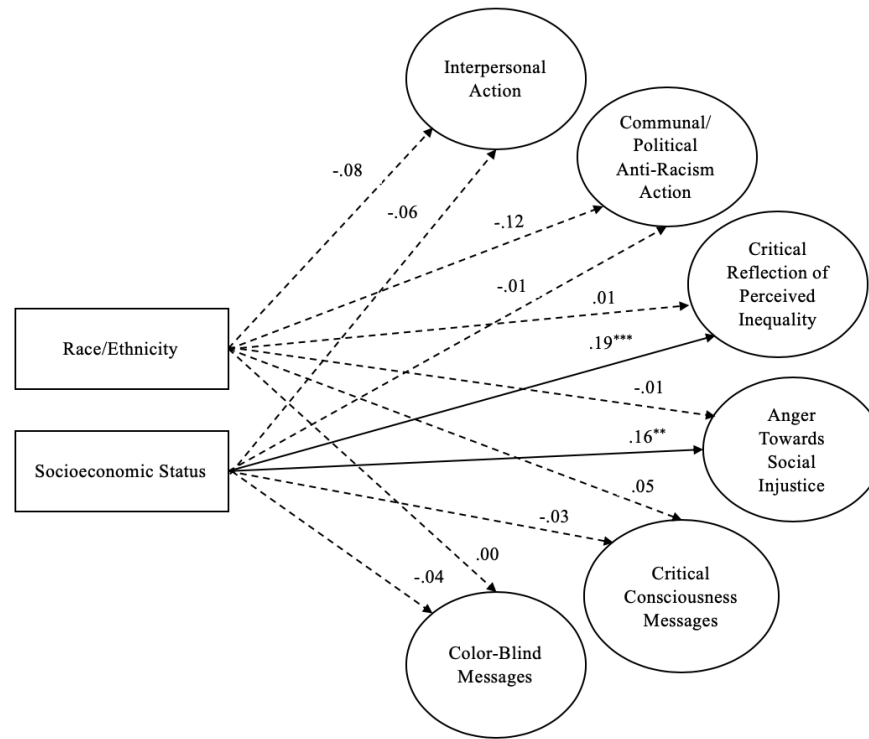 Interpersonal
Action
Communal/
Political
Anti-Racism
Action
-.08
-.06
-.12
Critical
Reflection of
Perceived
Inequality
-.01
.01
Race/Ethnicity
.19***
-.01
Anger
Towards
Social
Injustice
.16**
Socioeconomic Status
.05
-.03
.00
-.04
Critical
Consciousness
Messages
Color-Blind
Messages